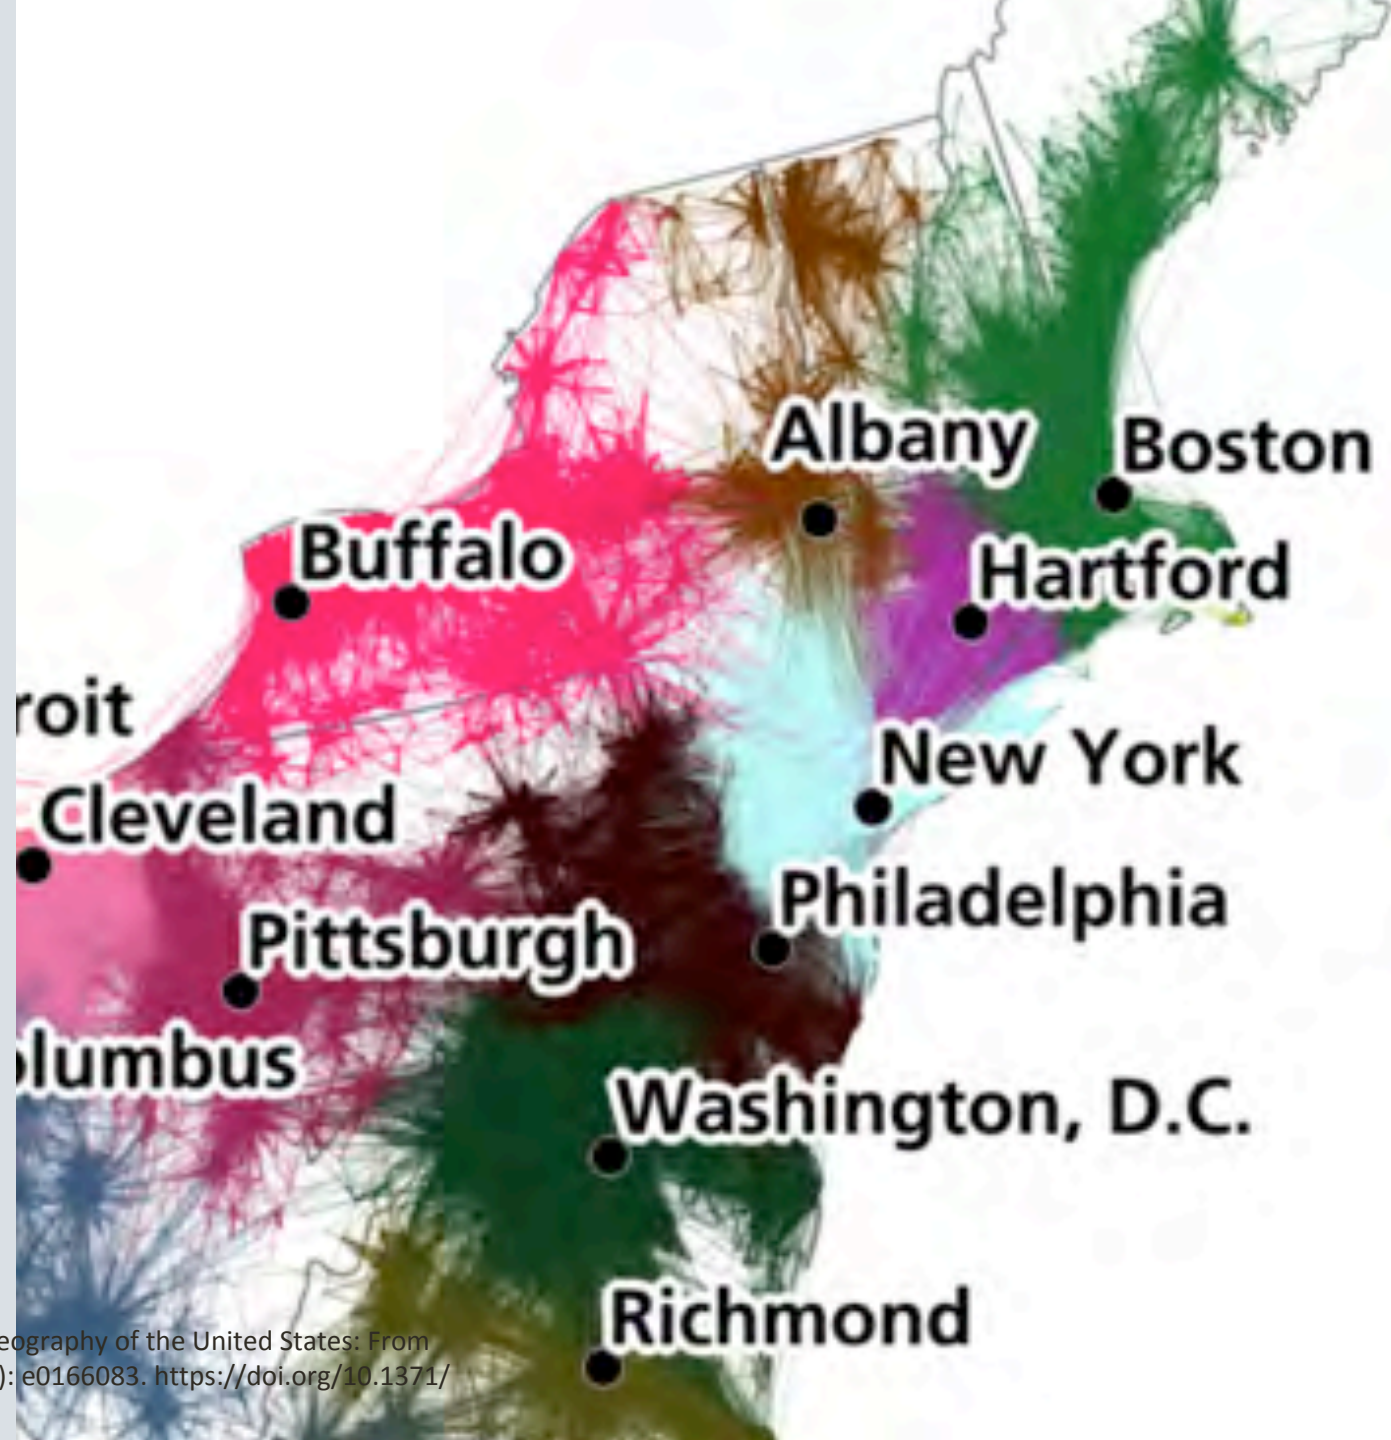 Albany
Boston
Buffalo
Hartford
roit
New York
Cleveland
Philadelphia
Pittsburgh
olumbus
Washington, D.C.
Richmond
eography of the United States: From
): e0166083. https://doi.org/10.1371/